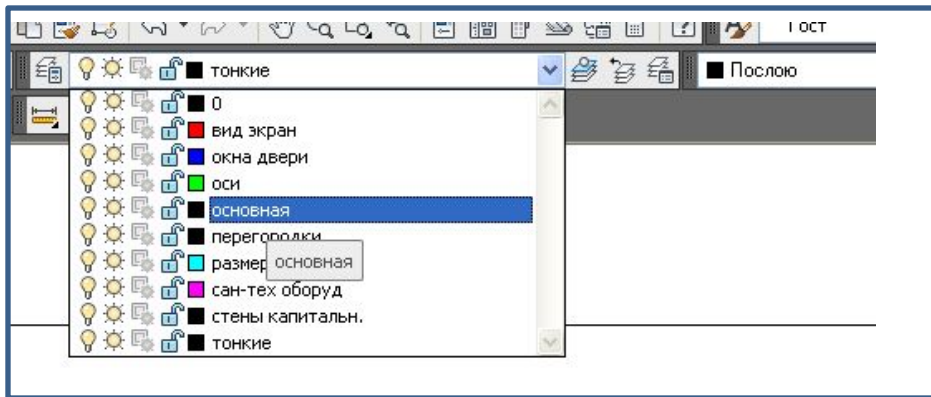 Гост
тонкие
Послою
0
вид экран
окна двери
оси
основная
перегородки
размер
основная
сан-тех оборуд
стены капитальн.
тонкие